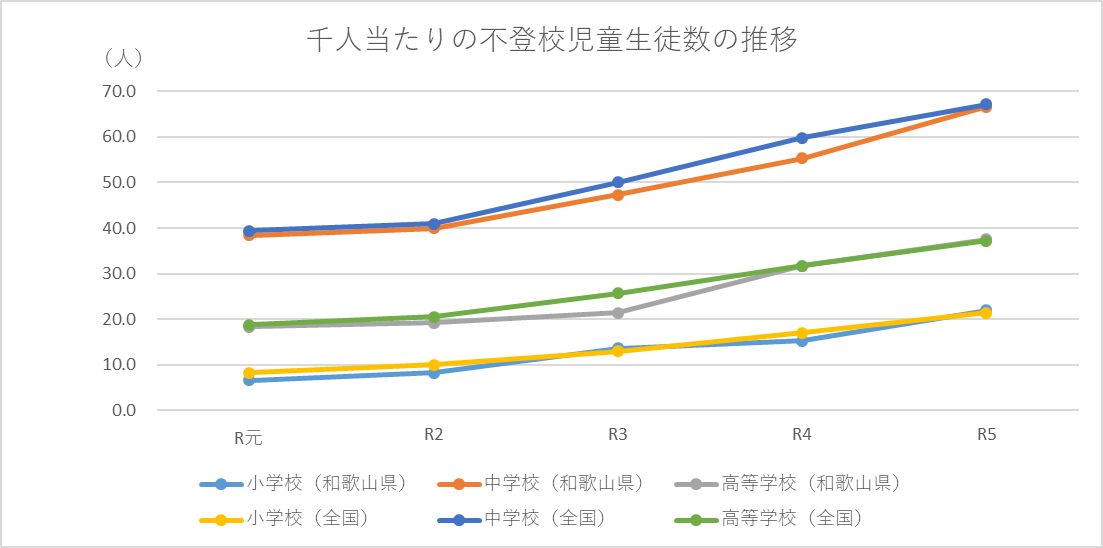 千人当たりの不登校児童生徒数の推移
（人）
70.0
60.0
50.0
40.0
30.0
20.0
10.0
0.0
R元 R2 R3 R4 R5
小学校（和歌山県） 中学校（和歌山県） 高等学校（和歌山県）
小学校（全国） 中学校（全国） 高等学校（全国）